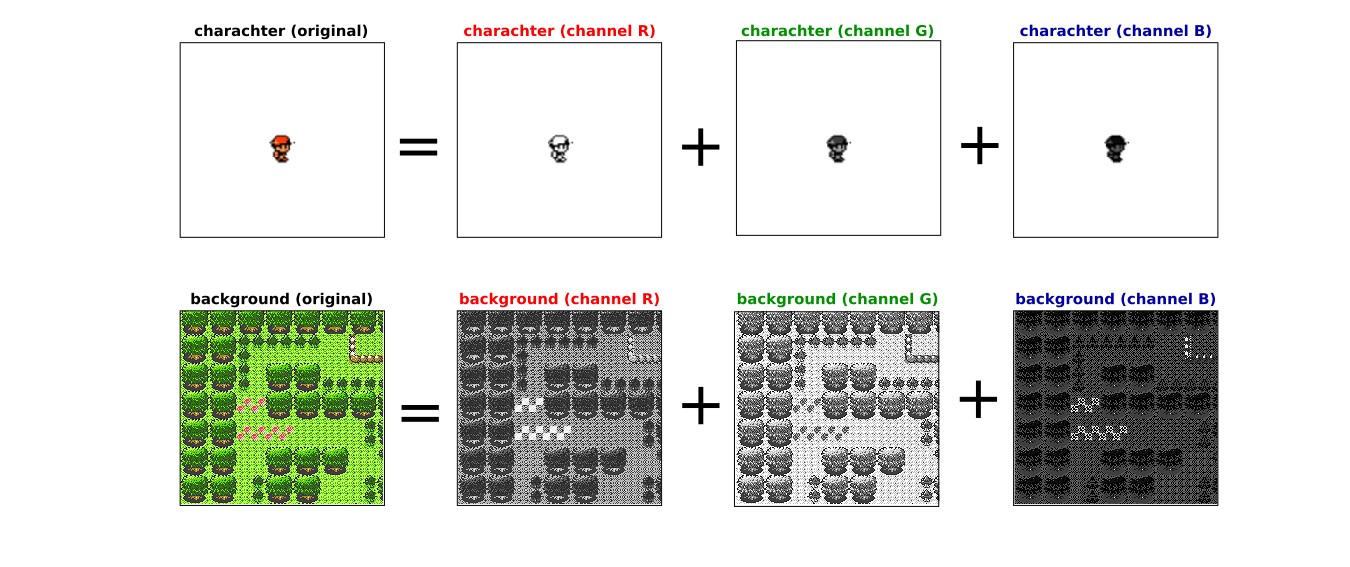 charachter (original)
charachter (channel R)
charachter (channel G)
charachter (channel B)
=
+
+
background (original)
background (channel R)
background (channel G)
background (channel B)
=
+
+